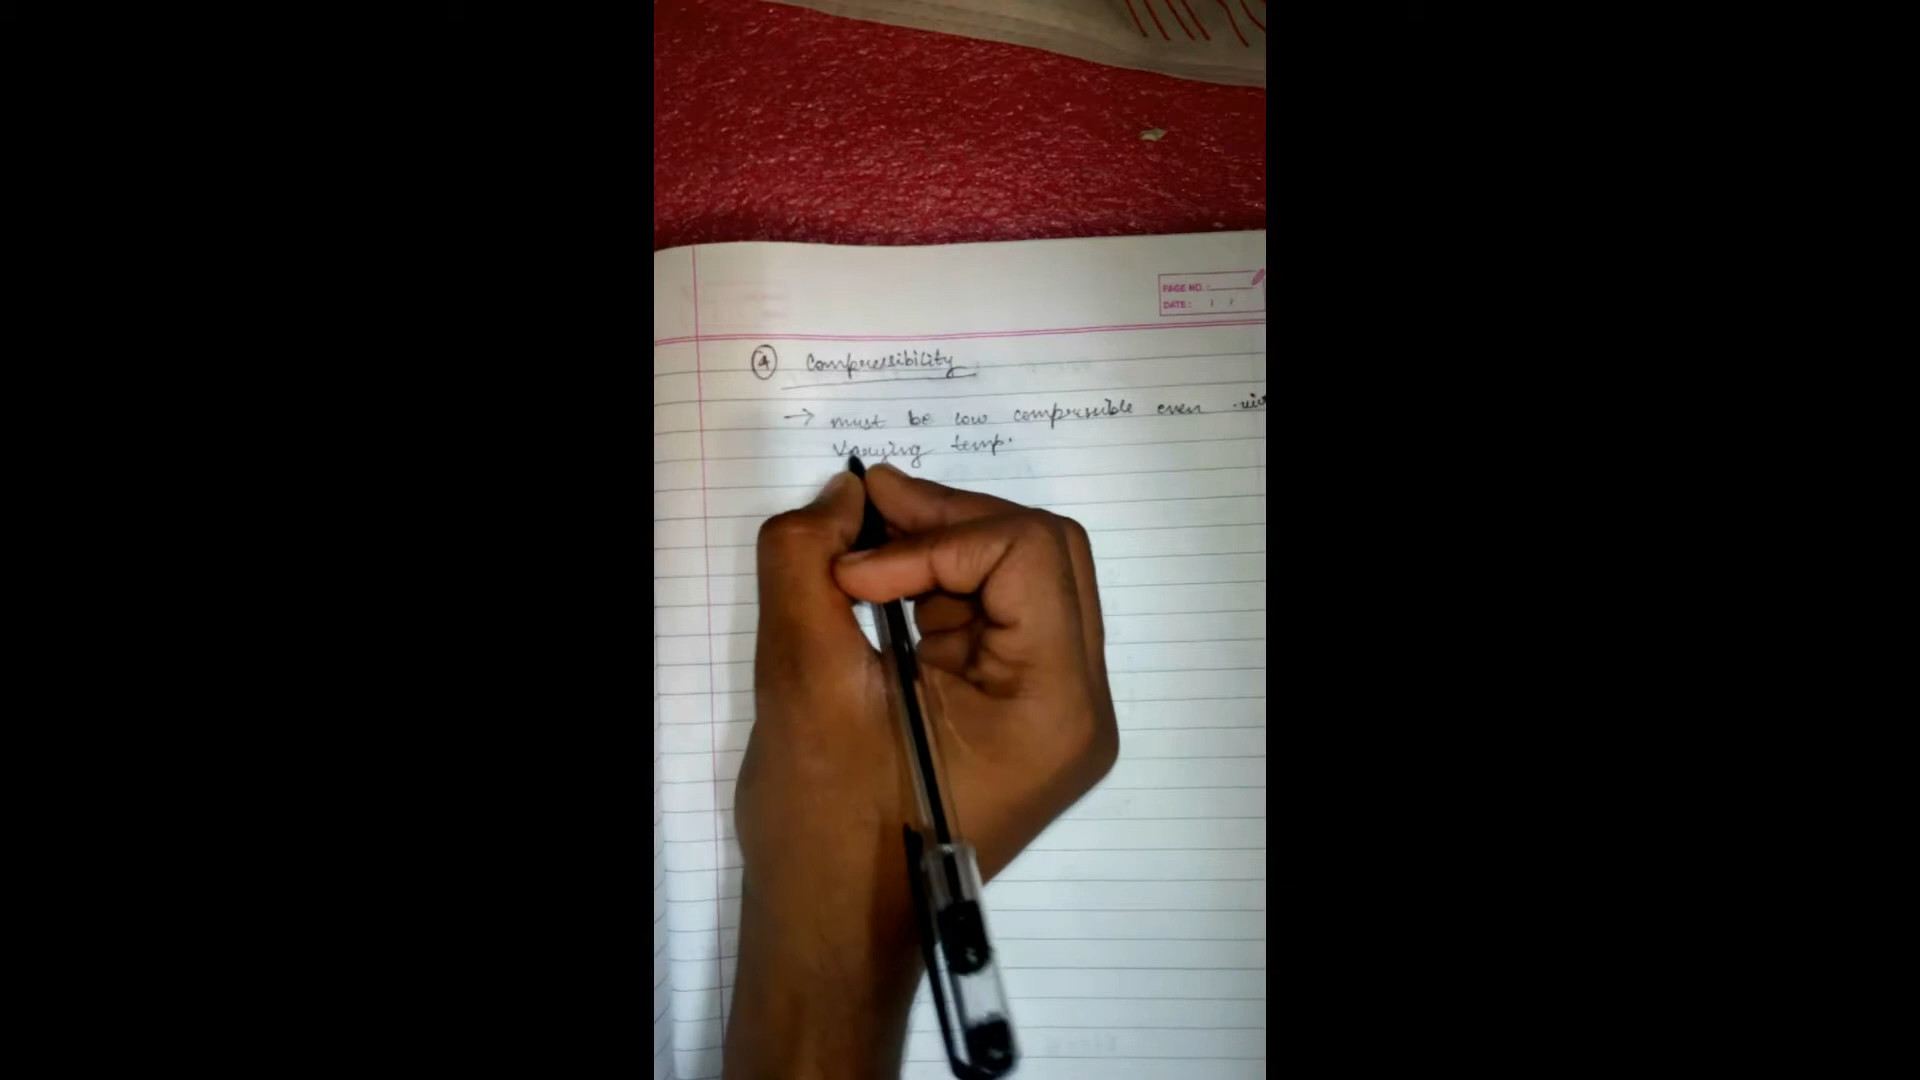 PAGE NO.:
DATE:
④ Compressibility
→ must be low compressible even
varying temp.